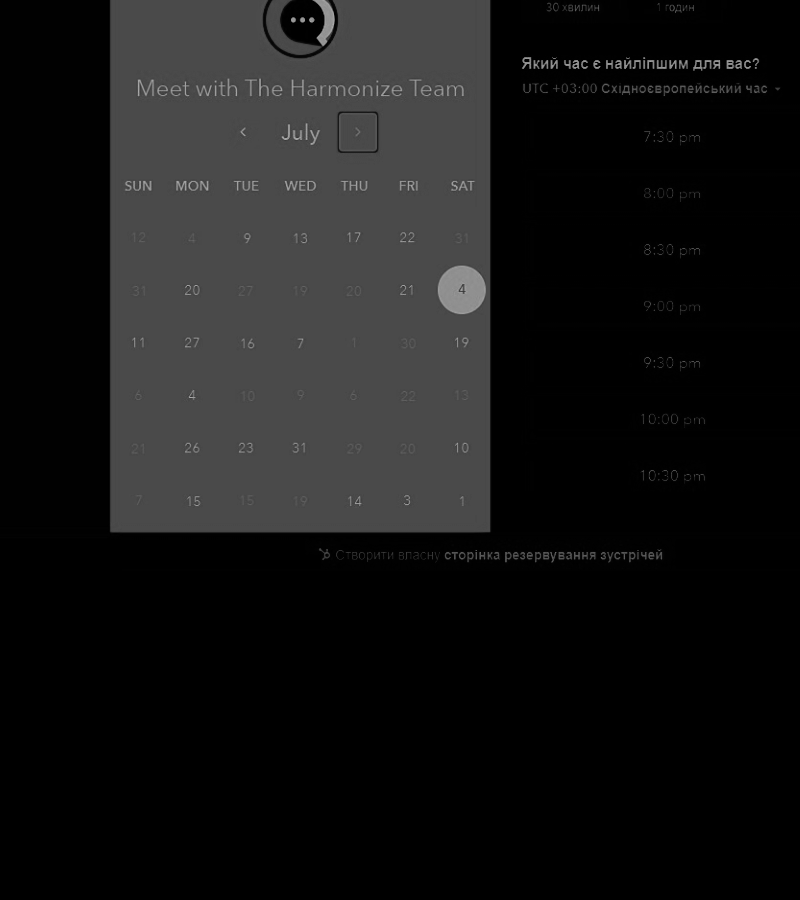 30 хвилин 1 годин
Який час є найліпшим для вас?
UTC +03:00 Східноєвропейський час
Meet with The Harmonize Team
July
SUN MON TUE WED THU FRI SAT
12 4 9 13 17 22 31
31 20 27 19 20 21 4
11 27 16 7 1 30 19
6 4 10 9 6 22 13
21 26 23 31 29 20 10
7 15 15 19 14 3 1
7:30 pm
8:00 pm
8:30 pm
9:00 pm
9:30 pm
10:00 pm
10:30 pm
Створити власну сторінка резервування зустрічей